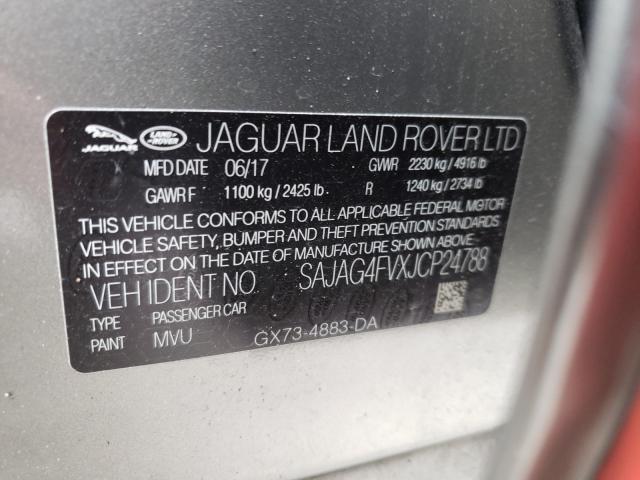 JAGUAR LAND ROVER JAGUAR LAND ROVER LTD
MFD DATE 06/17 GWR 2230 kg / 4916 lb
GAWR F 1100 kg / 2425 lb R 1240 kg / 2734 lb
THIS VEHICLE CONFORMS TO ALL APPLICABLE FEDERAL MOTOR
VEHICLE SAFETY, BUMPER AND THEFT PREVENTION STANDARDS
IN EFFECT ON THE DATE OF MANUFACTURE SHOWN ABOVE.
VEH IDENT NO. SAJAG4FVXJCP24788
TYPE PASSENGER CAR
PAINT MVU GX73-4883-DA